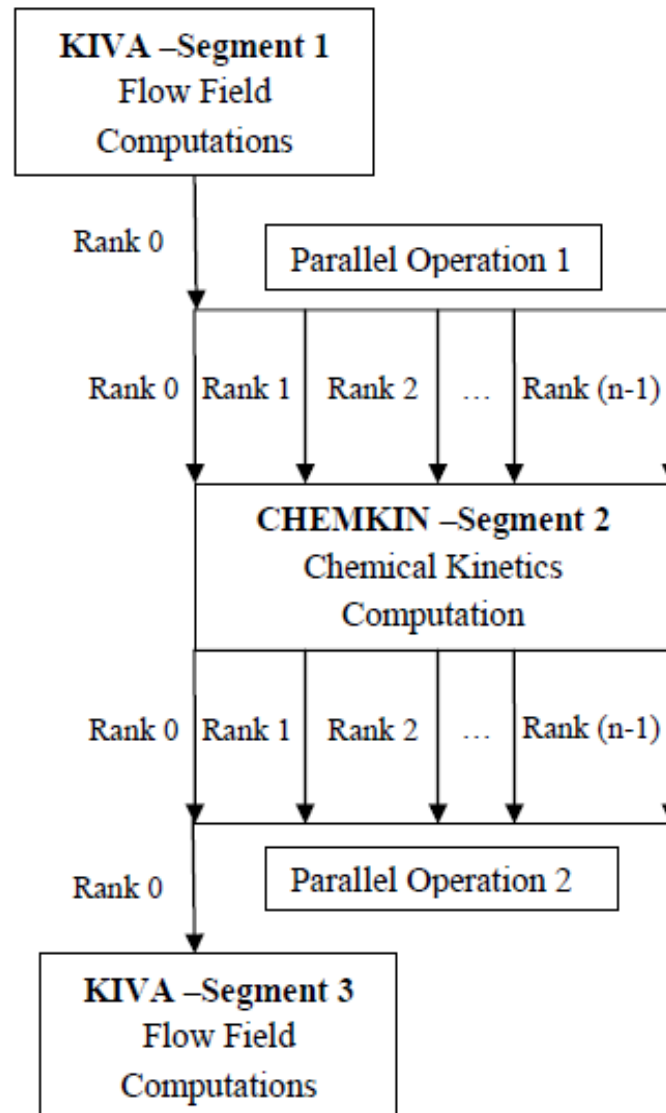 KIVA –Segment 1
Flow Field
Computations
Rank 0
Parallel Operation 1
Rank 0 Rank 1 Rank 2 … Rank (n-1)
CHEMKIN –Segment 2
Chemical Kinetics
Computation
Rank 0 Rank 1 Rank 2 … Rank (n-1)
Rank 0
Parallel Operation 2
KIVA –Segment 3
Flow Field
Computations